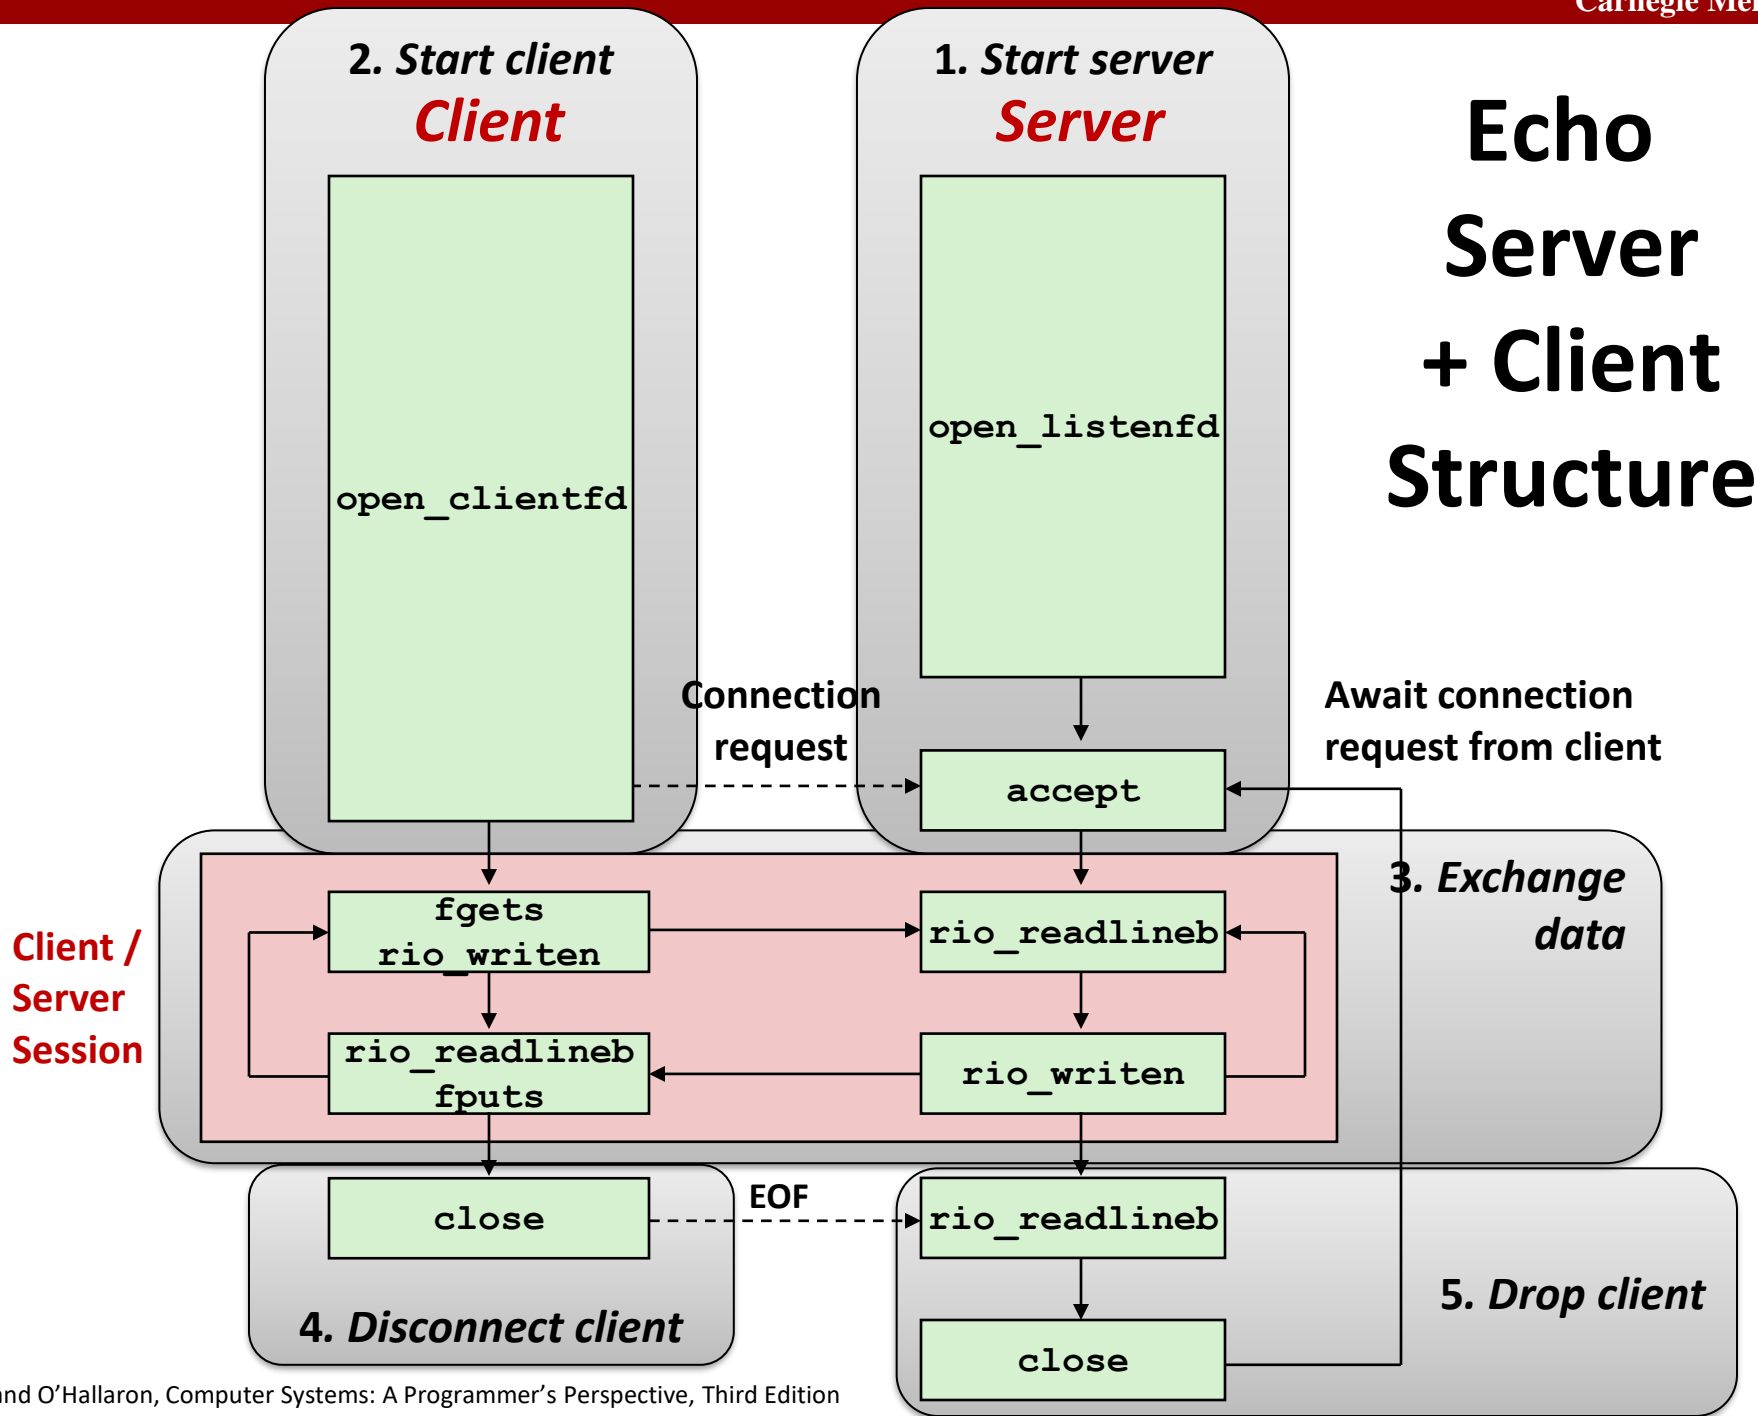 Carnegie
2. Start client
Client
1. Start server
Server
Echo
Server
+ Client
Structure
open_clientfd
open_listenfd
Connection
request
Await connection
request from client
accept
3. Exchange
data
Client /
Server
Session
fgets
rio_writen
rio_readlineb
rio_readlineb
fputs
rio_writen
close
EOF
rio_readlineb
4. Disconnect client
5. Drop client
close
and O'Hallaron, Computer Systems: A Programmer's Perspective, Third Edition